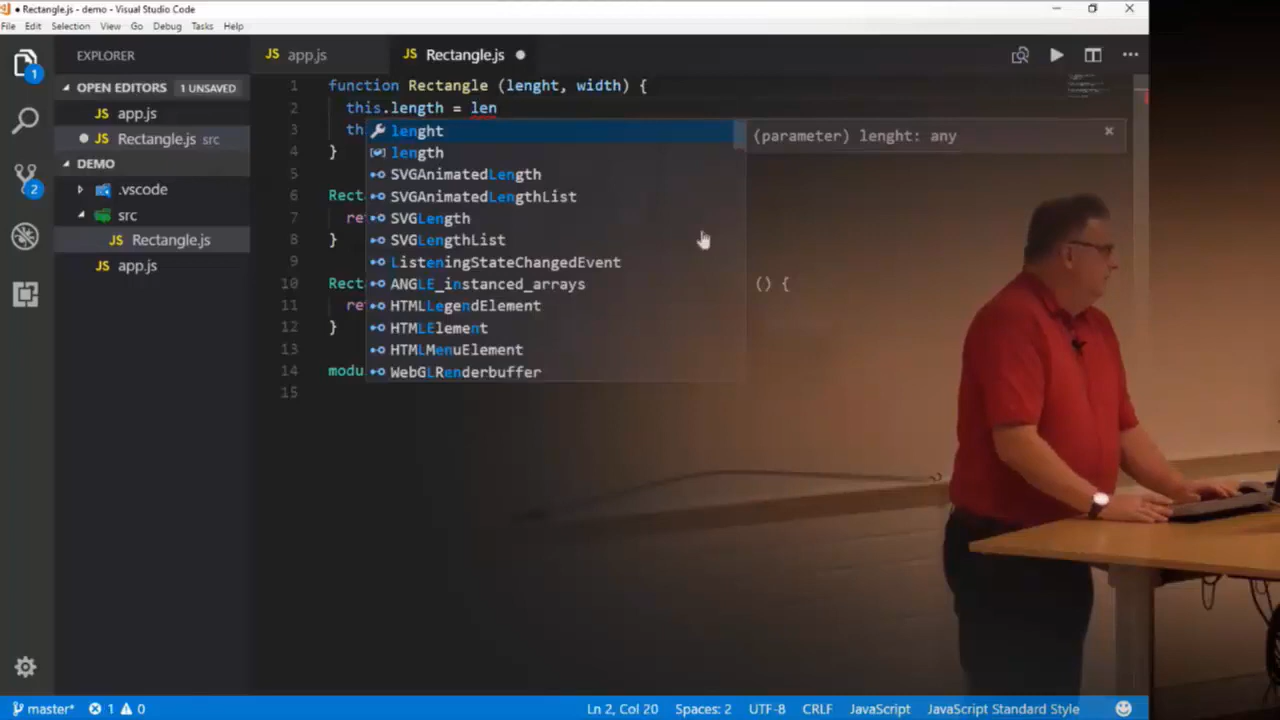 ● Rectangle.js - demo - Visual Studio Code
File Edit Selection View Go Debug Tasks Help
EXPLORER
OPEN EDITORS 1 UNSAVED
app.js
Rectangle.js src
DEMO
.vscode
src
JS Rectangle.js
JS app.js
1
2
JS app.js
JS Rectangle.js ●
1 function Rectangle (lenght, width) {
2 this.length = len
3 th
4 }
5
6 Rect
7 re
8 }
9
10 Rect () {
11 re
12 }
13
14 modu
15
lenght
length
SVGAnimatedLength
SVGAnimatedLengthList
SVGLength
SVGLengthList
ListeningStateChangedEvent
ANGLE_instanced_arrays
HTMLLegendElement
HTMLElement
HTMLMenuElement
WebGLRenderbuffer
(parameter) lenght: any
master* 1 0 Ln 2, Col 20 Spaces: 2 UTF-8 CRLF JavaScript JavaScript Standard Style